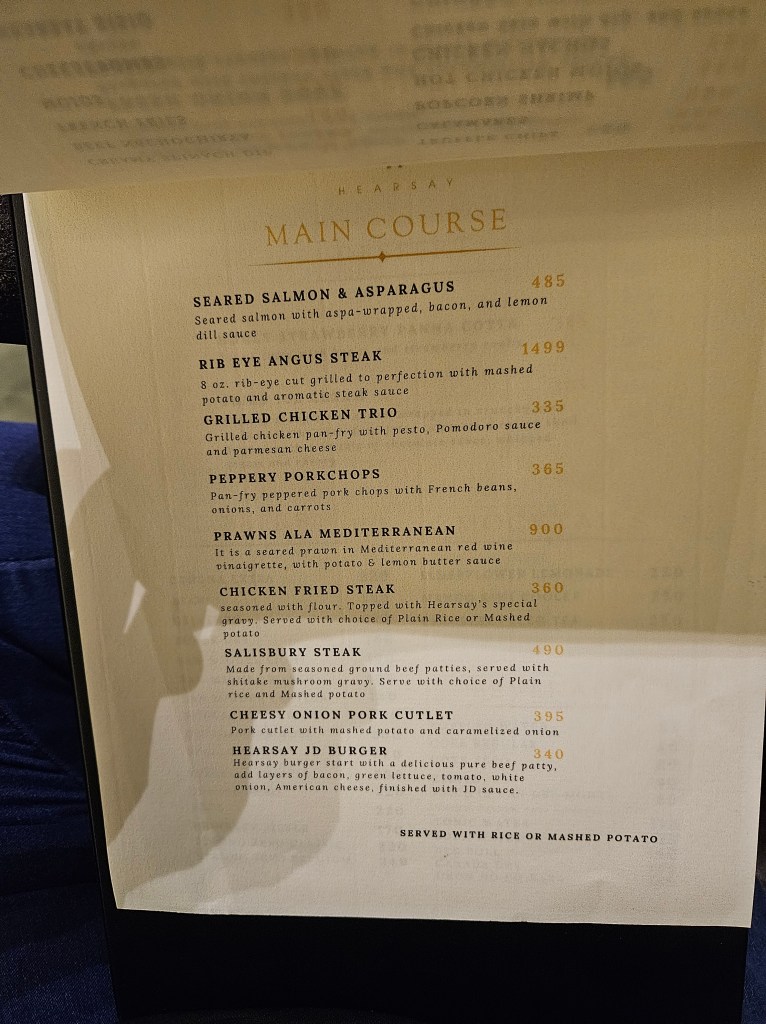 FRENCH FRIES
POPCORN SHRIMP
HEARSAY
MAIN COURSE
SEARED SALMON & ASPARAGUS 485
Seared salmon with aspa-wrapped, bacon, and lemon
dill sauce
RIB EYE ANGUS STEAK 1499
8 oz. rib-eye cut grilled to perfection with mashed
potato and aromatic steak sauce
GRILLED CHICKEN TRIO 335
Grilled chicken pan-fry with pesto, Pomodoro sauce
and parmesan cheese
PEPPERY PORKCHOPS 365
Pan-fry peppered pork chops with French beans,
onions, and carrots
PRAWNS ALA MEDITERRANEAN 900
It is a seared prawn in Mediterranean red wine
vinaigrette, with potato & lemon butter sauce
CHICKEN FRIED STEAK 360
seasoned with flour. Topped with Hearsay's special
gravy. Served with choice of Plain Rice or Mashed
potato
SALISBURY STEAK 490
Made from seasoned ground beef patties, served with
shitake mushroom gravy. Serve with choice of Plain
rice and Mashed potato
CHEESY ONION PORK CUTLET 395
Pork cutlet with mashed potato and caramelized onion
HEARSAY JD BURGER 340
Hearsay burger start with a delicious pure beef patty,
add layers of bacon, green lettuce, tomato, white
onion, American cheese, finished with JD sauce.
SERVED WITH RICE OR MASHED POTATO